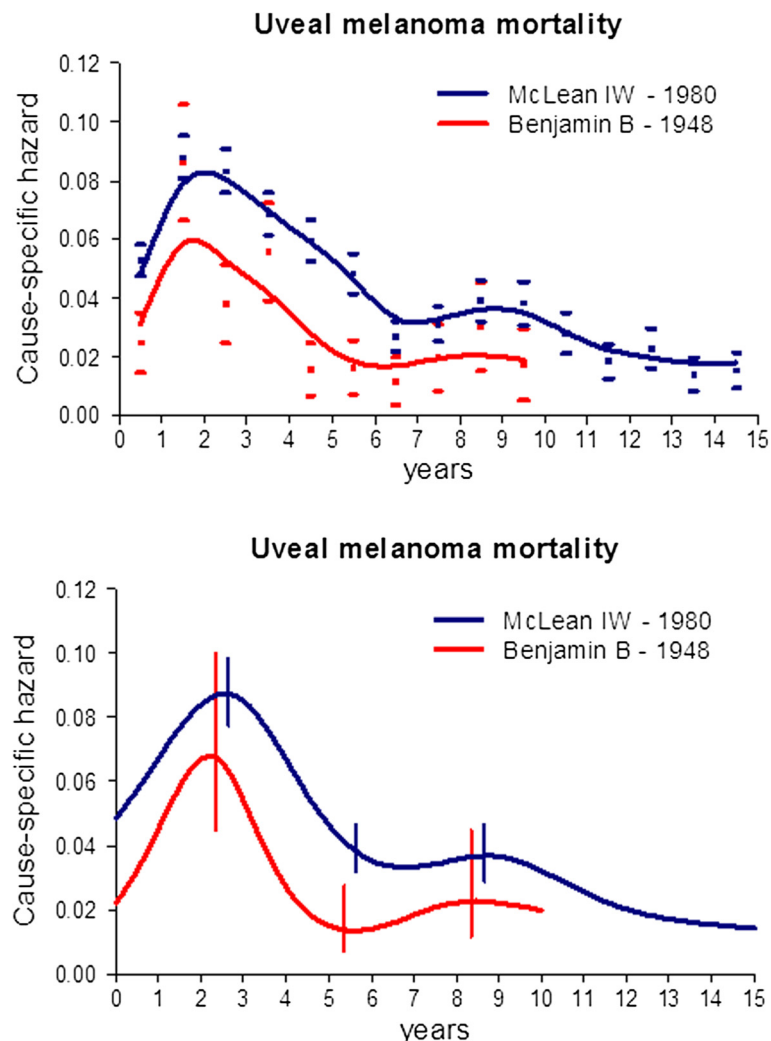 Uveal melanoma mortality
0.12
0.10
0.08
0.06
0.04
0.02
0.00
Cause-specific hazard
McLean IW - 1980
Benjamin B - 1948
0 1 2 3 4 5 6 7 8 9 10 11 12 13 14 15
years
Uveal melanoma mortality
0.12
0.10
0.08
0.06
0.04
0.02
0.00
Cause-specific hazard
McLean IW - 1980
Benjamin B - 1948
0 1 2 3 4 5 6 7 8 9 10 11 12 13 14 15
years